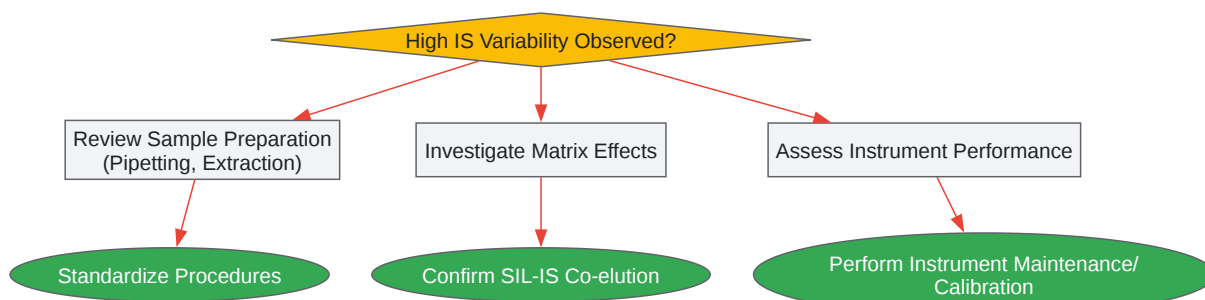 High IS Variability Observed?
Review Sample Preparation
(Pipetting, Extraction)
Investigate Matrix Effects
Assess Instrument Performance
Standardize Procedures
Confirm SIL-IS Co-elution
Perform Instrument Maintenance/
Calibration